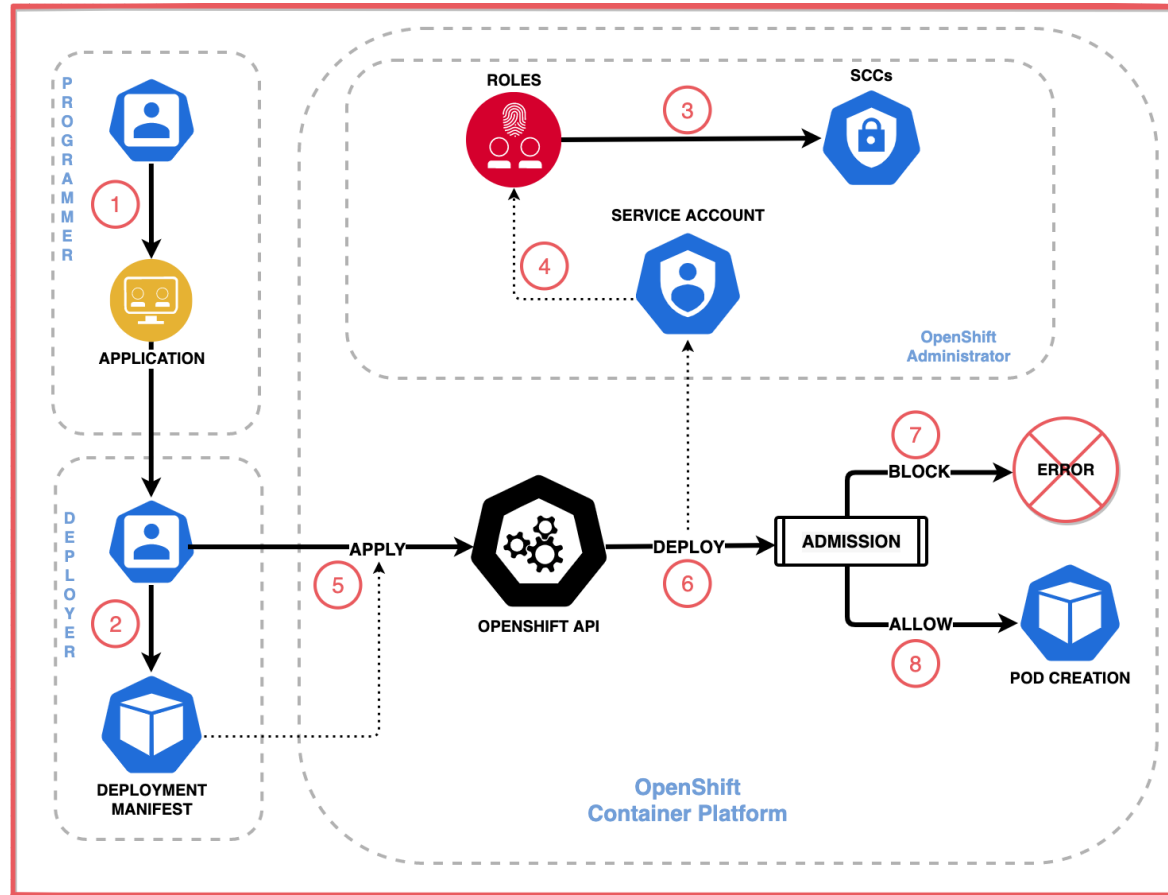 PROGRAMMER
1
APPLICATION
ROLES
3
SCCs
4
SERVICE ACCOUNT
OpenShift
Administrator
DEPLOYER
2
DEPLOYMENT
MANIFEST
APPLY
5
OPENSHIFT API
DEPLOY
6
ADMISSION
7
BLOCK
ERROR
ALLOW
8
POD CREATION
OpenShift
Container Platform